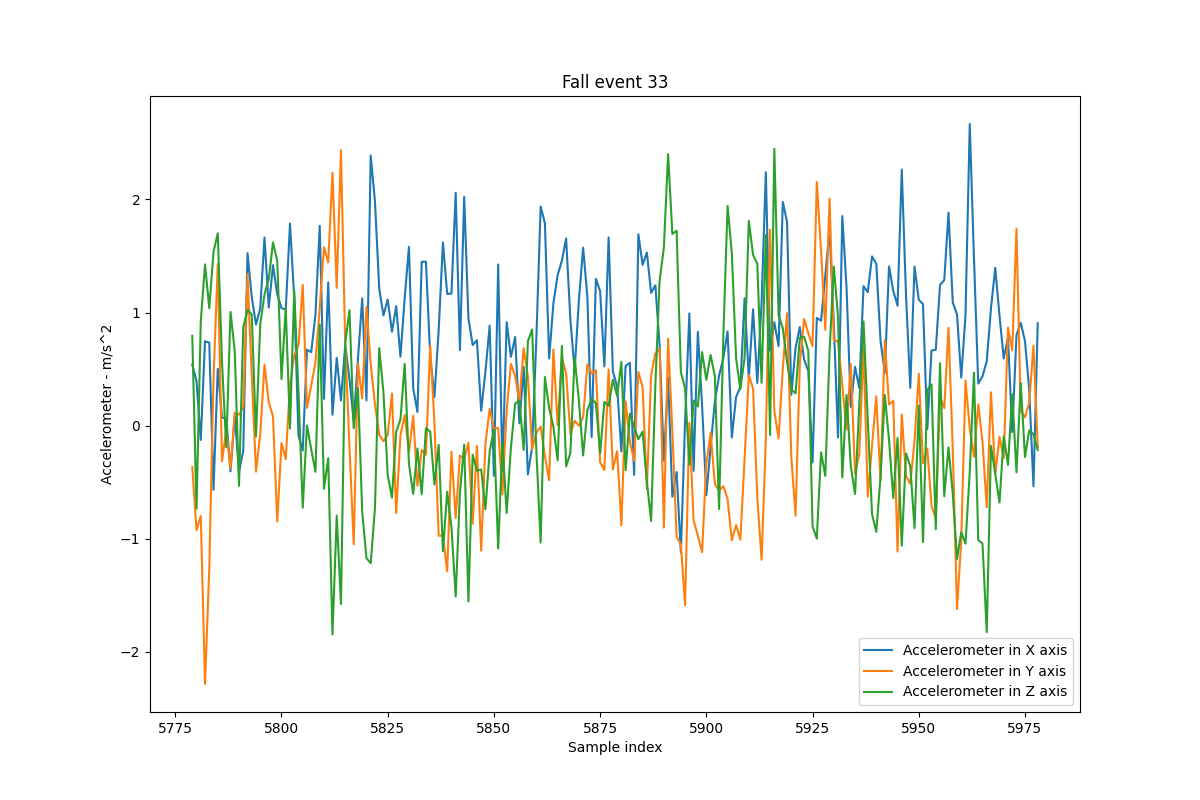 Fall event 33
Accelerometer - m/s^2
2
1
0
−1
−2
5775 5800 5825 5850 5875 5900 5925 5950 5975
Sample index
Accelerometer in X axis
Accelerometer in Y axis
Accelerometer in Z axis